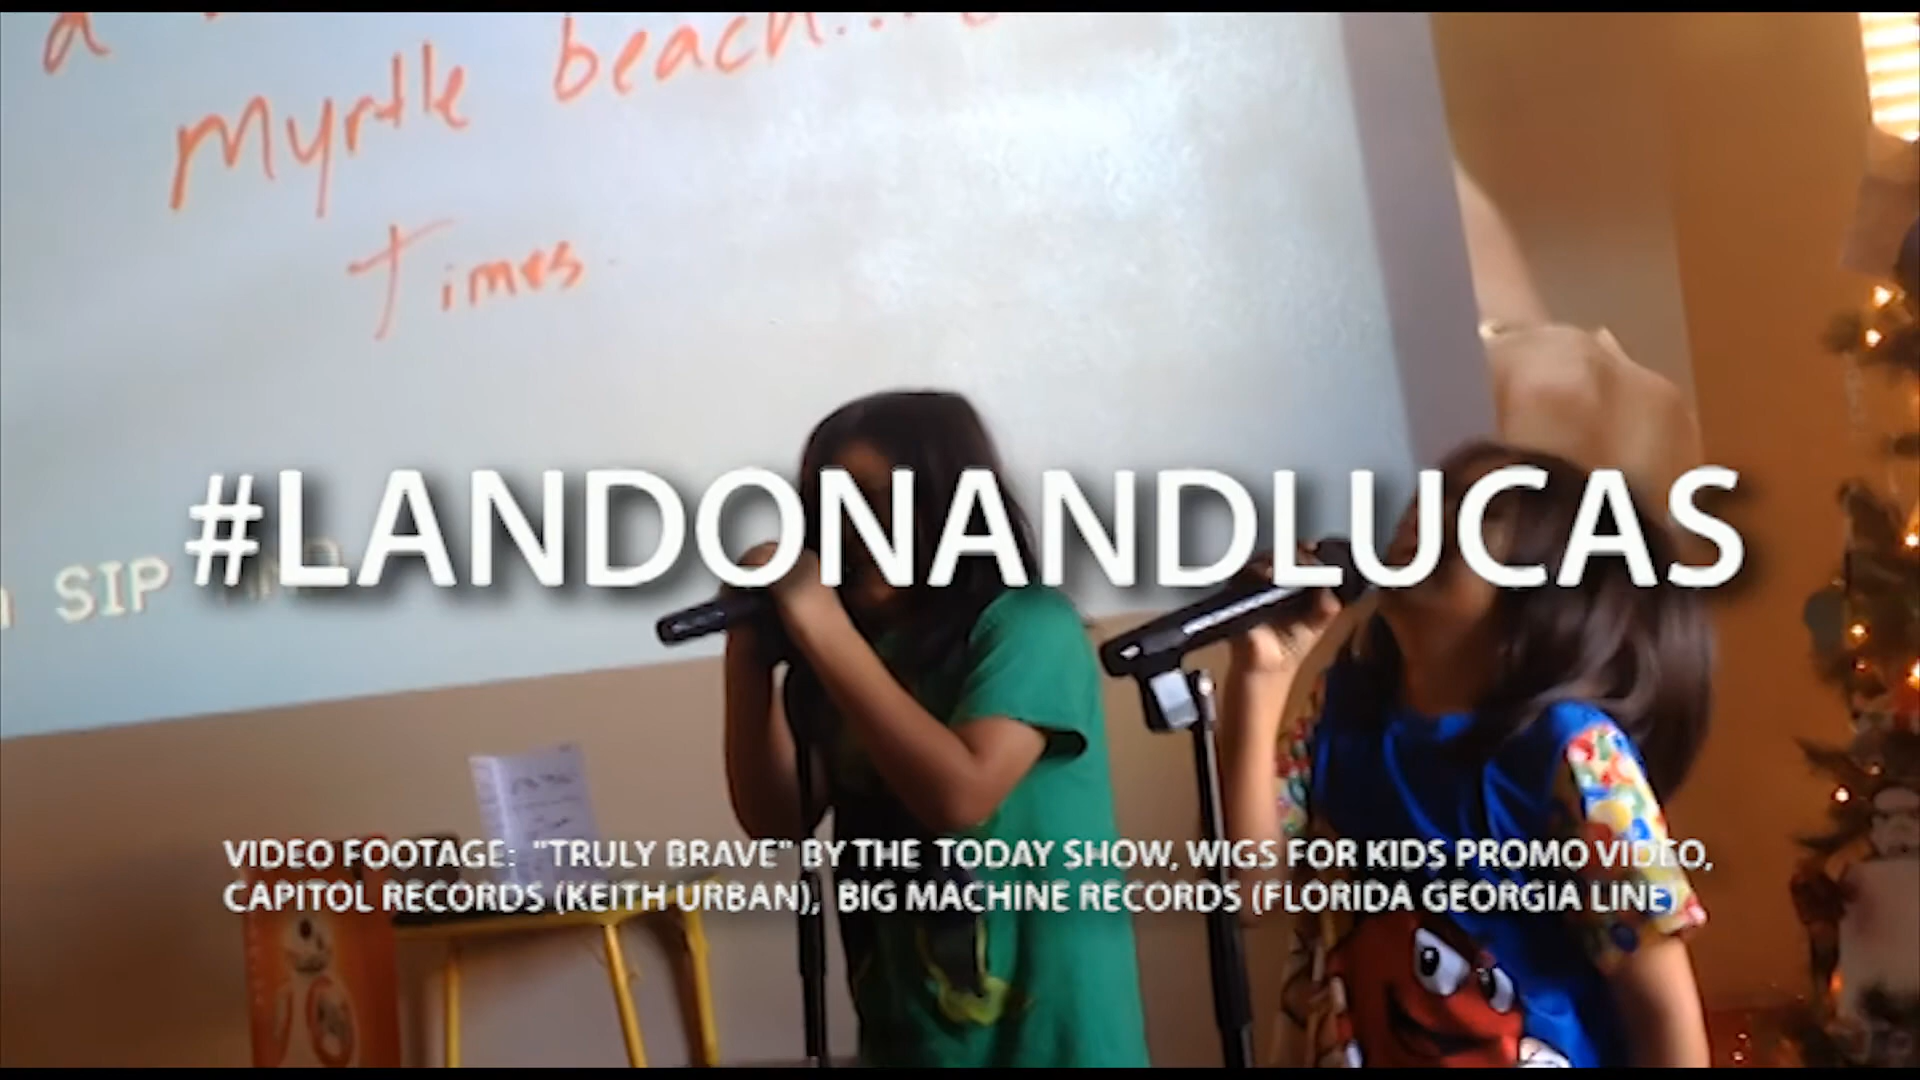 a
Myrtle beach...
Times.
#LANDONANDLUCAS
SIP
VIDEO FOOTAGE: "TRULY BRAVE" BY THE TODAY SHOW, WIGS FOR KIDS PROMO VIDEO,
CAPITOL RECORDS (KEITH URBAN), BIG MACHINE RECORDS (FLORIDA GEORGIA LINE)